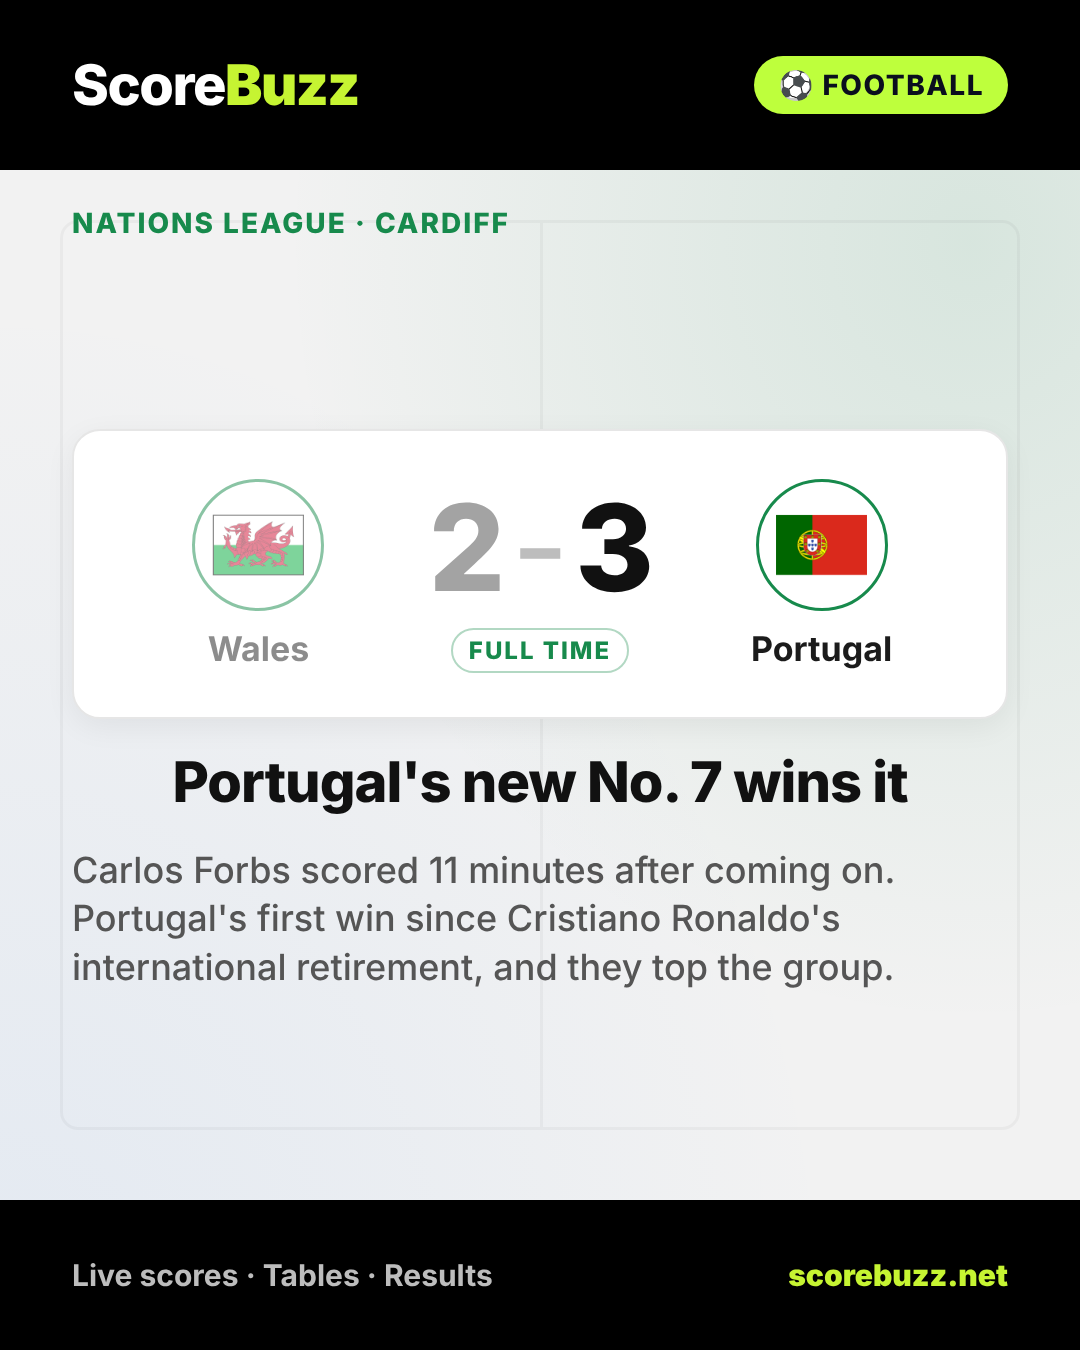 ScoreBuzz
⚽ FOOTBALL
NATIONS LEAGUE · CARDIFF
2 - 3
Wales
FULL TIME
Portugal
Portugal's new No. 7 wins it
Carlos Forbs scored 11 minutes after coming on.
Portugal's first win since Cristiano Ronaldo's
international retirement, and they top the group.
Live scores · Tables · Results
scorebuzz.net